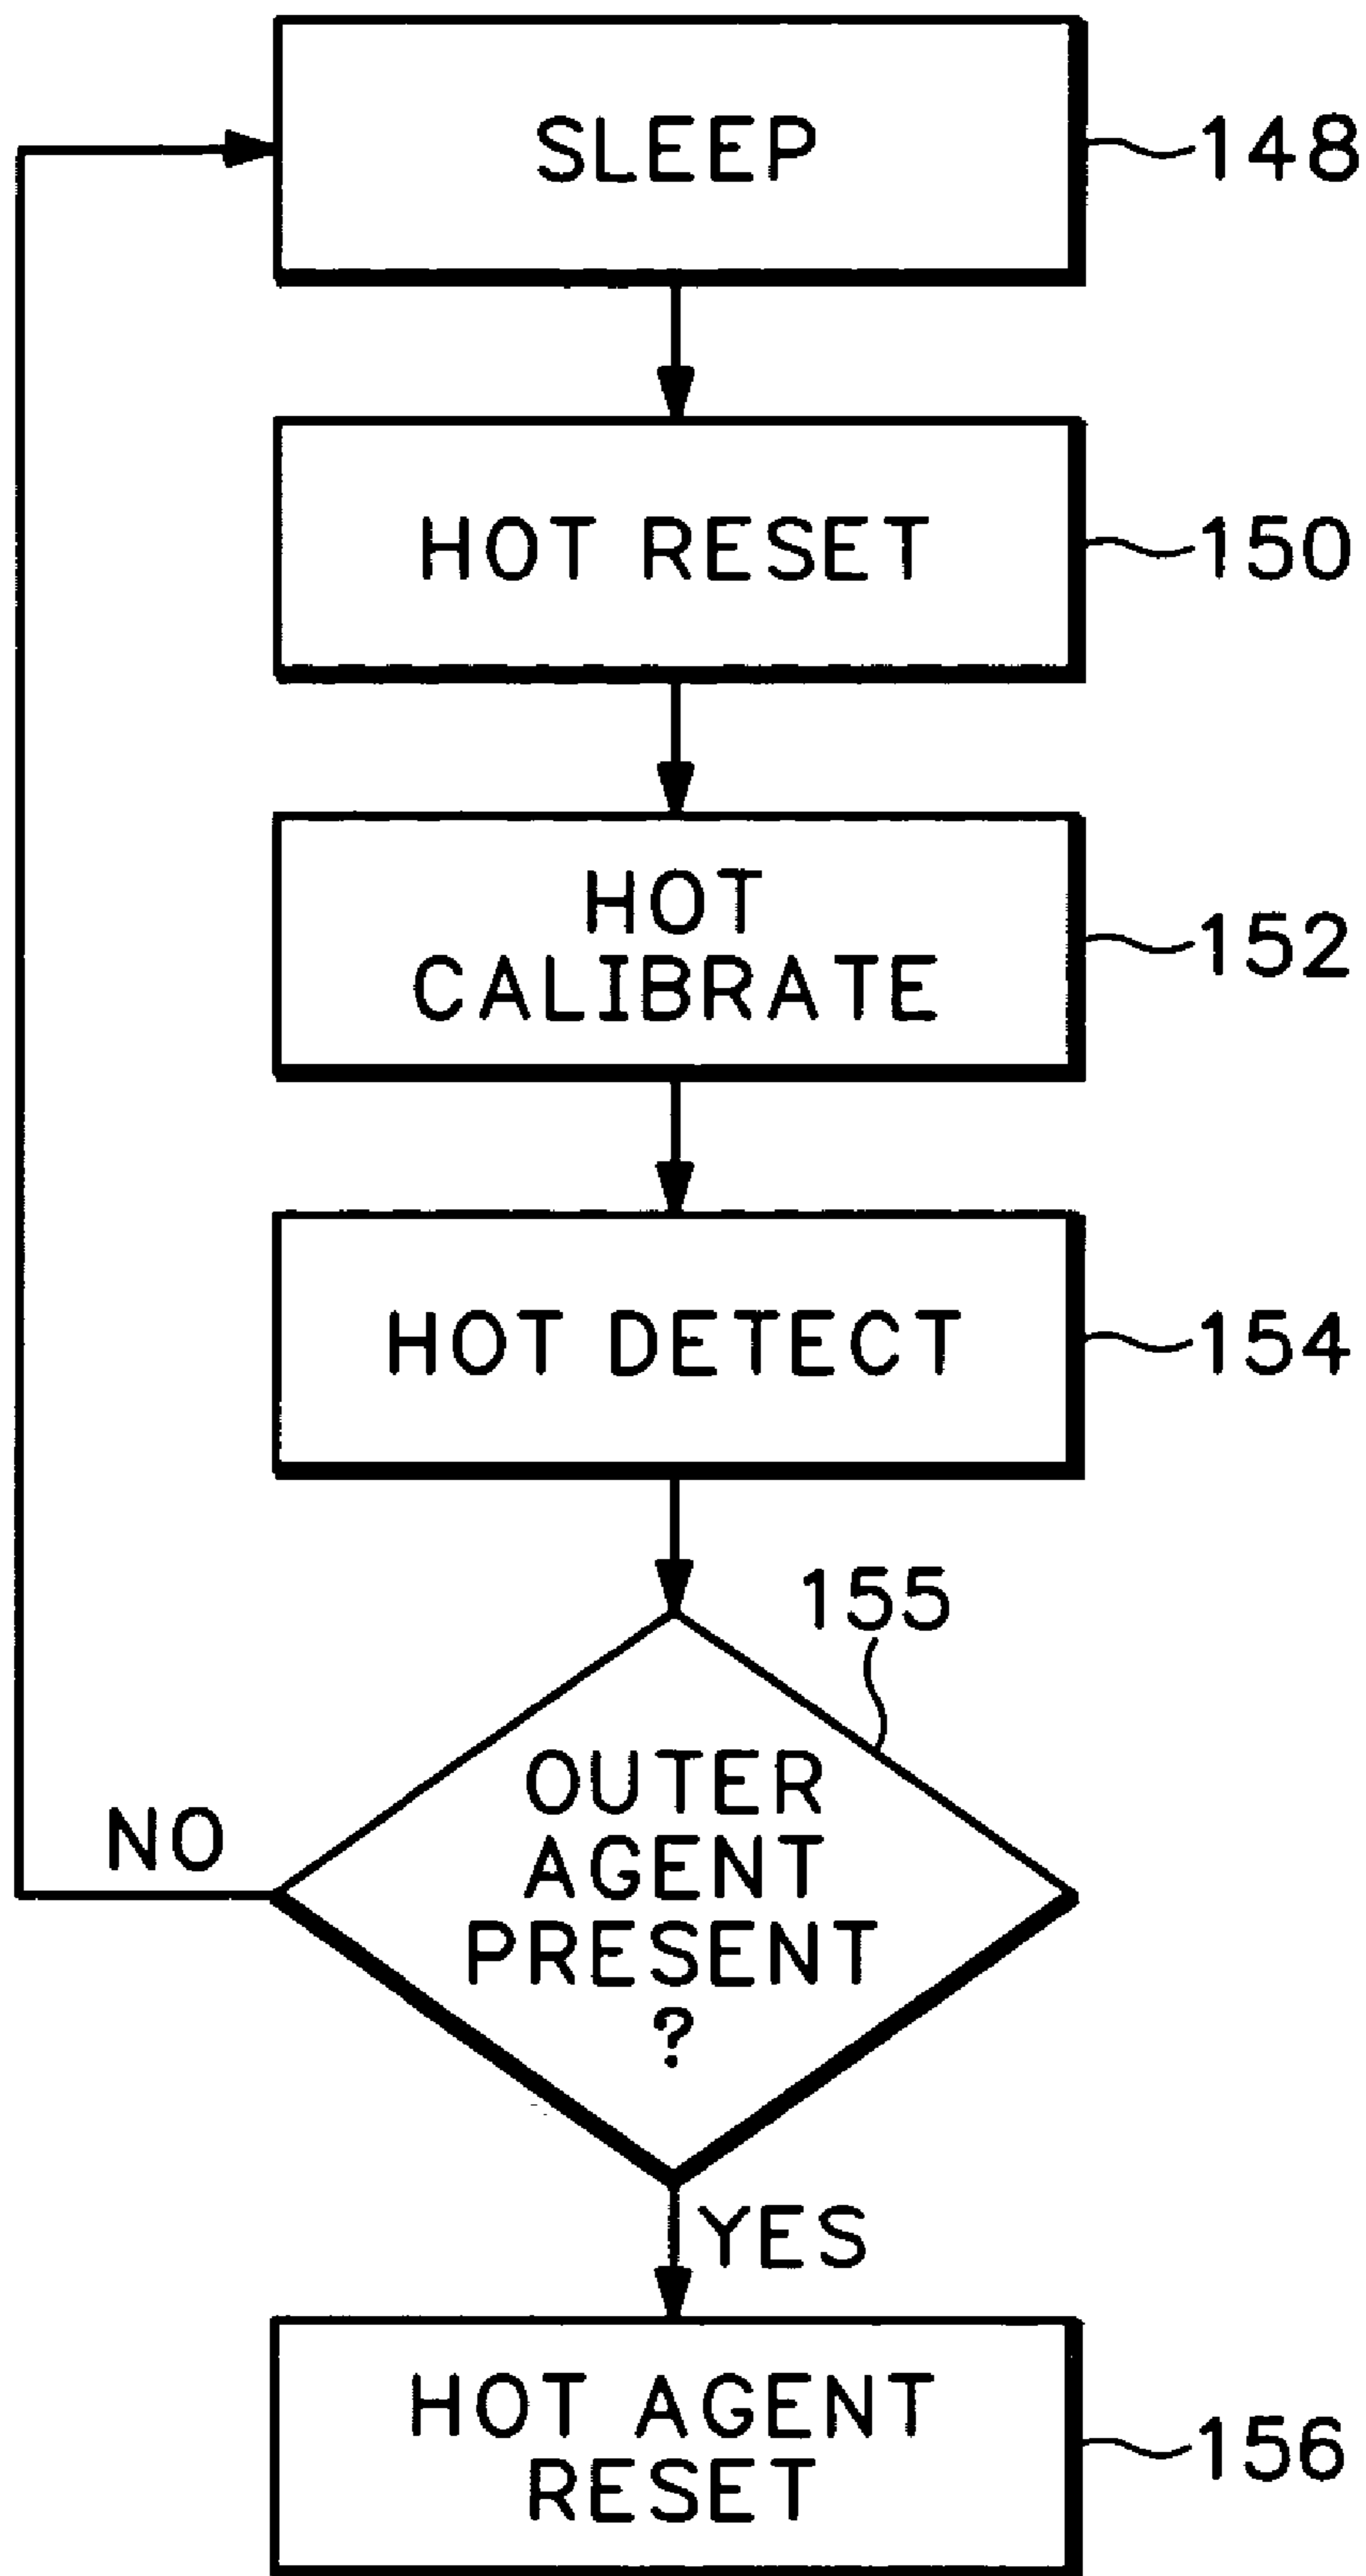 SLEEP
148
HOT RESET
150
HOT
CALIBRATE
152
HOT DETECT
154
155
OUTER
AGENT
PRESENT
?
NO
YES
HOT AGENT
RESET
156